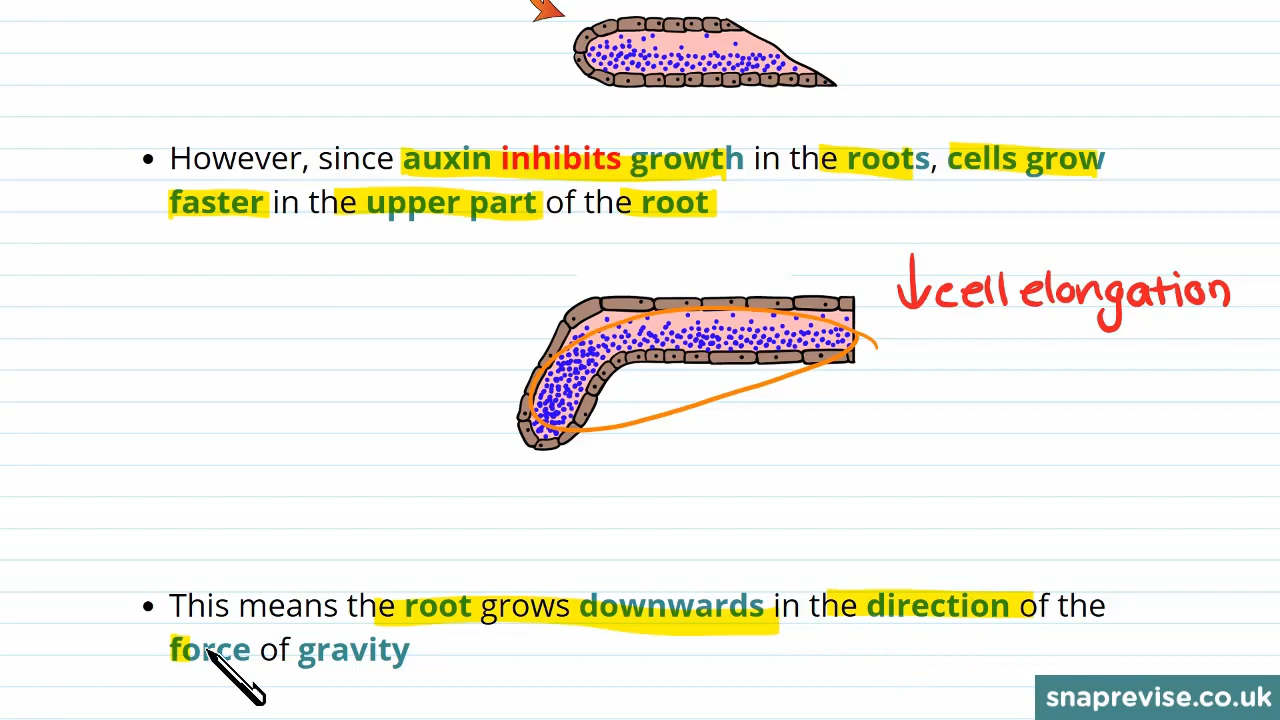 • However, since auxin inhibits growth in the roots, cells grow
faster in the upper part of the root
↓cell elongation
• This means the root grows downwards in the direction of the
force of gravity
snaprevise.co.uk